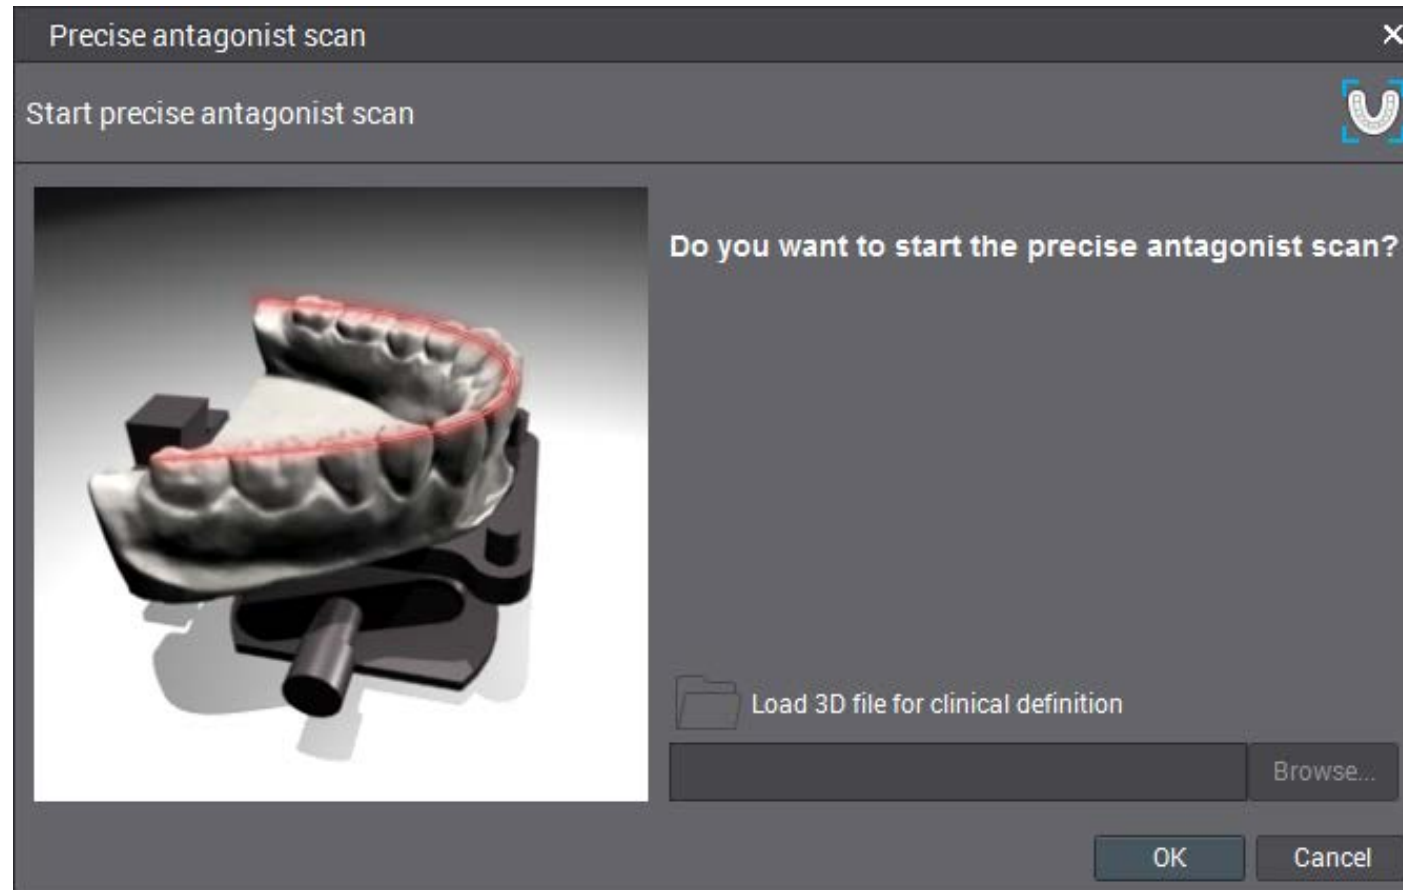 Precise antagonist scan
Start precise antagonist scan
Do you want to start the precise antagonist scan?
Load 3D file for clinical definition
Browse...
OK
Cancel